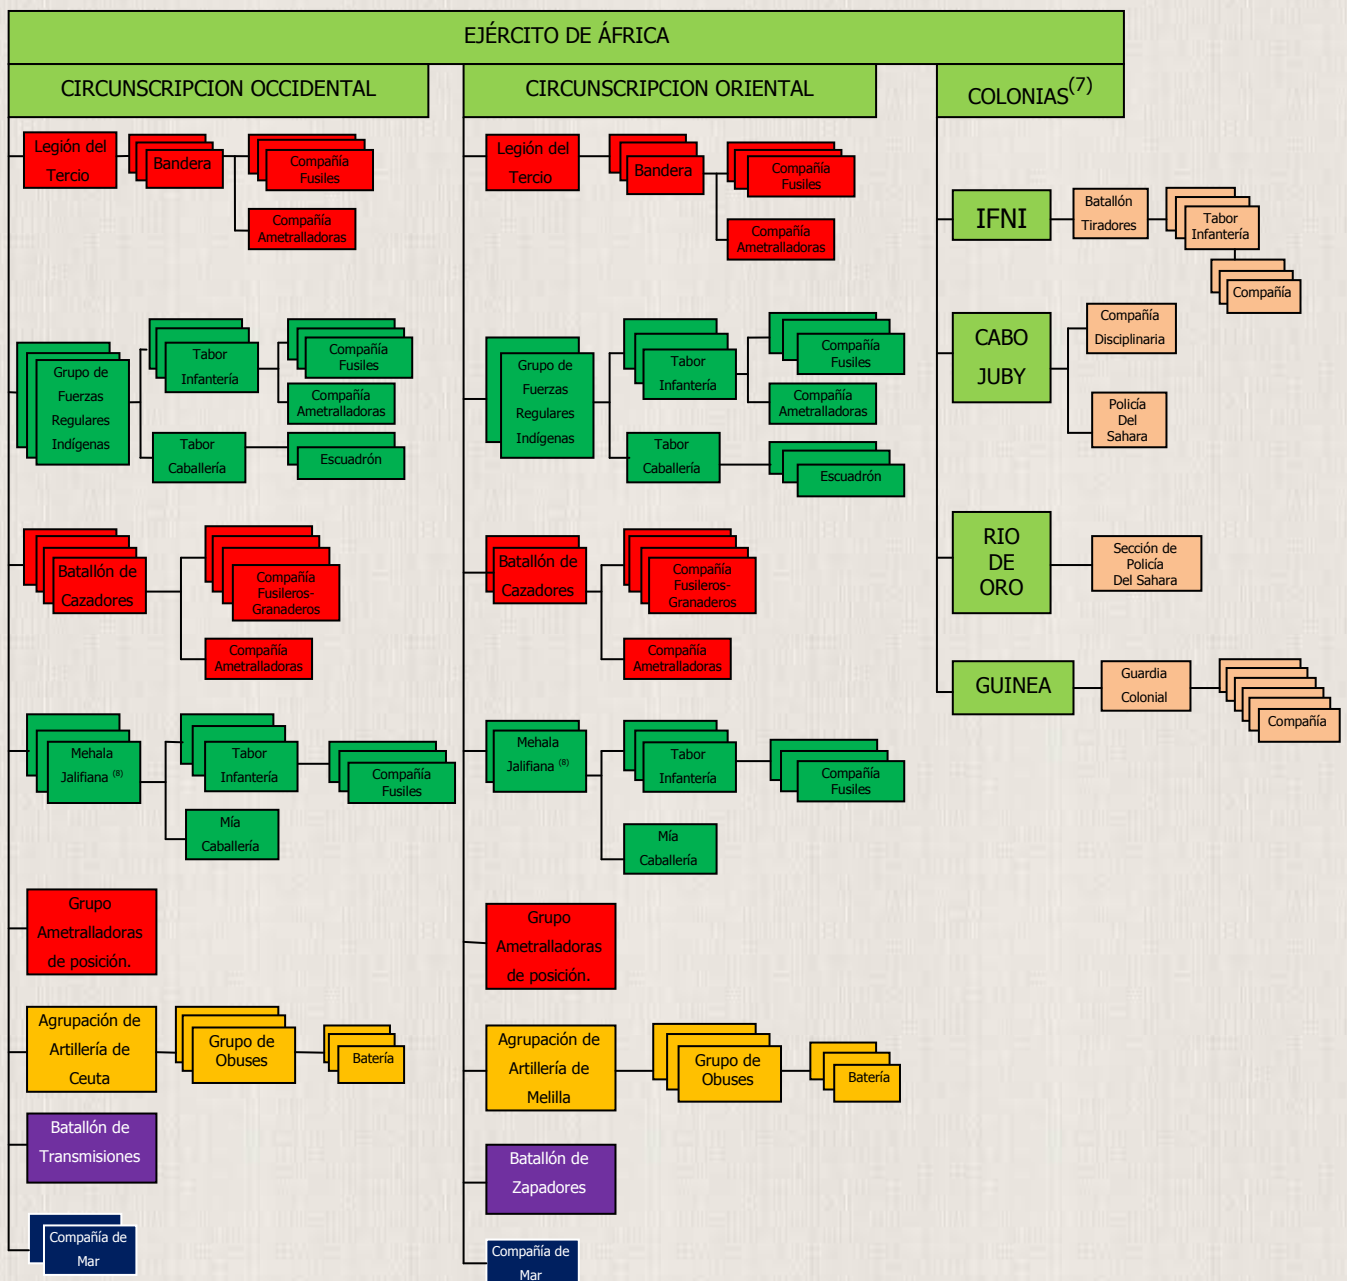 EJÉRCITO DE ÁFRICA
CIRCUNSCRIPCION OCCIDENTAL
Legión del
Tercio
Bandera
Compañía
Fusiles
Compañía
Ametralladoras
Grupo de
Fuerzas
Regulares
Indígenas
Tabor
Infantería
Compañía
Fusiles
Compañía
Ametralladoras
Tabor
Caballería
Escuadrón
Batallón de
Cazadores
Compañía
Fusileros-
Granaderos
Compañía
Ametralladoras
Mehala
Jalifiana (8)
Tabor
Infantería
Compañía
Fusiles
Mía
Caballería
Grupo
Ametralladoras
de posición.
Agrupación de
Artillería de
Ceuta
Grupo de
Obuses
Batería
Batallón de
Transmisiones
Compañía de
Mar
CIRCUNSCRIPCION ORIENTAL
Legión del
Tercio
Bandera
Compañía
Fusiles
Compañía
Ametralladoras
Grupo de
Fuerzas
Regulares
Indígenas
Tabor
Infantería
Compañía
Fusiles
Compañía
Ametralladoras
Tabor
Caballería
Escuadrón
Batallón de
Cazadores
Compañía
Fusileros-
Granaderos
Compañía
Ametralladoras
Mehala
Jalifiana (8)
Tabor
Infantería
Compañía
Fusiles
Mía
Caballería
Grupo
Ametralladoras
de posición.
Agrupación de
Artillería de
Melilla
Grupo de
Obuses
Batería
Batallón de
Zapadores
Compañía de
Mar
COLONIAS(7)
IFNI
Batallón
Tiradores
Tabor
Infantería
Compañía
CABO
JUBY
Compañía
Disciplinaria
Policía
Del
Sahara
RIO
DE
ORO
Sección de
Policía
Del Sahara
GUINEA
Guardia
Colonial
Compañía